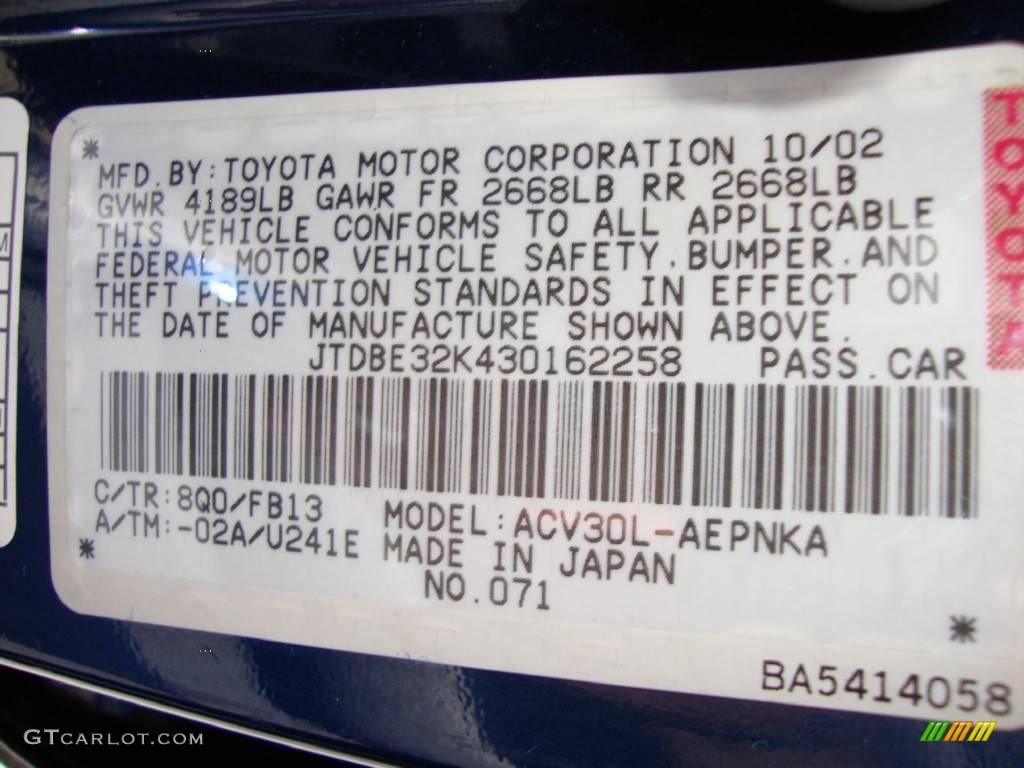 MFD.BY:TOYOTA MOTOR CORPORATION 10/02
GVWR 4189LB GAWR FR 2668LB RR 2668LB
THIS VEHICLE CONFORMS TO ALL APPLICABLE
FEDERAL MOTOR VEHICLE SAFETY.BUMPER.AND
THEFT PREVENTION STANDARDS IN EFFECT ON
THE DATE OF MANUFACTURE SHOWN ABOVE.
JTDBE32K430162258 PASS.CAR
C/TR:8Q0/FB13 MODEL:ACV30L-AEPNKA
A/TM:-02A/U241E MADE IN JAPAN
NO.071
BA5414058
TOYOTA
M
GTCARLOT.COM